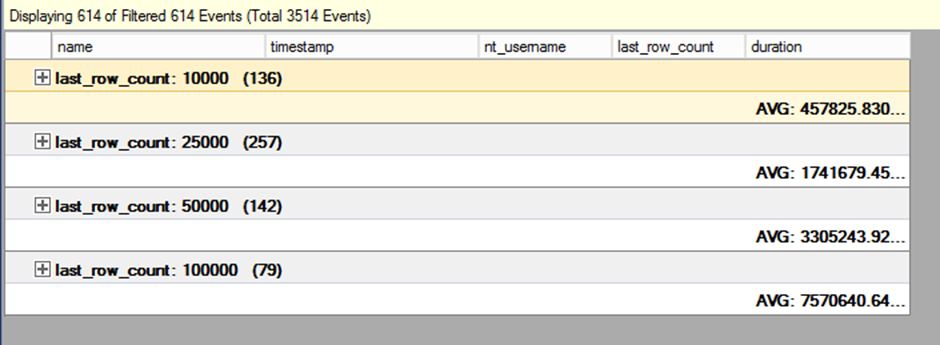 Displaying 614 of Filtered 614 Events (Total 3514 Events)
name timestamp nt_username last_row_count duration
last_row_count: 10000 (136)
AVG: 457825.830...
last_row_count: 25000 (257)
AVG: 1741679.45...
last_row_count: 50000 (142)
AVG: 3305243.92...
last_row_count: 100000 (79)
AVG: 7570640.64...